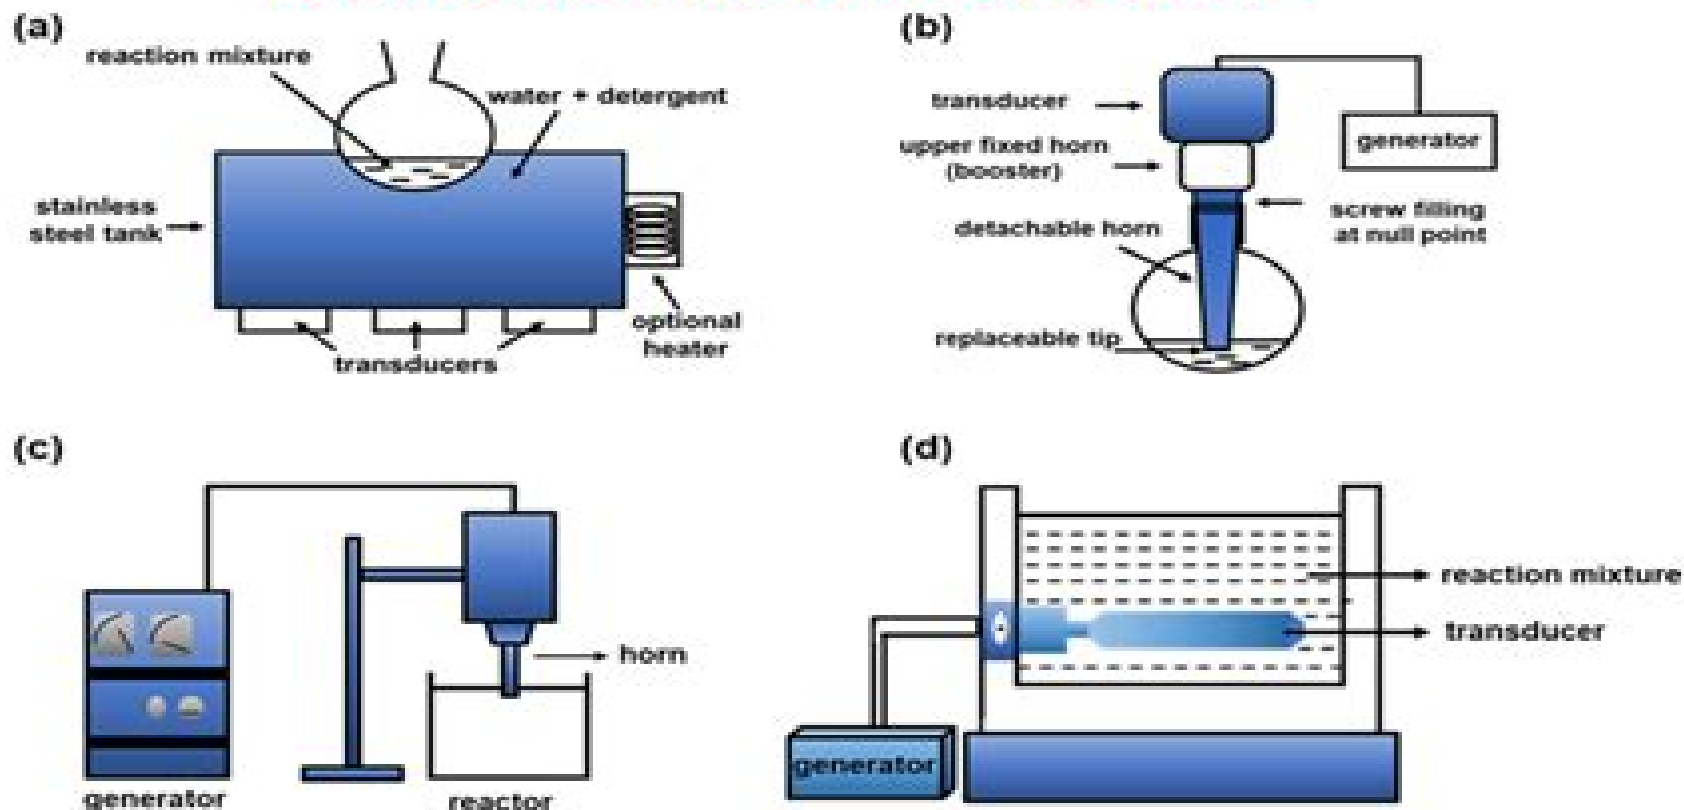 (a)
reaction mixture
water + detergent
stainless
steel tank
optional
heater
transducers
(b)
transducer
generator
upper fixed horn
(booster)
screw filling
at null point
detachable horn
replaceable tip
(c)
horn
generator
reactor
(d)
reaction mixture
transducer
generator